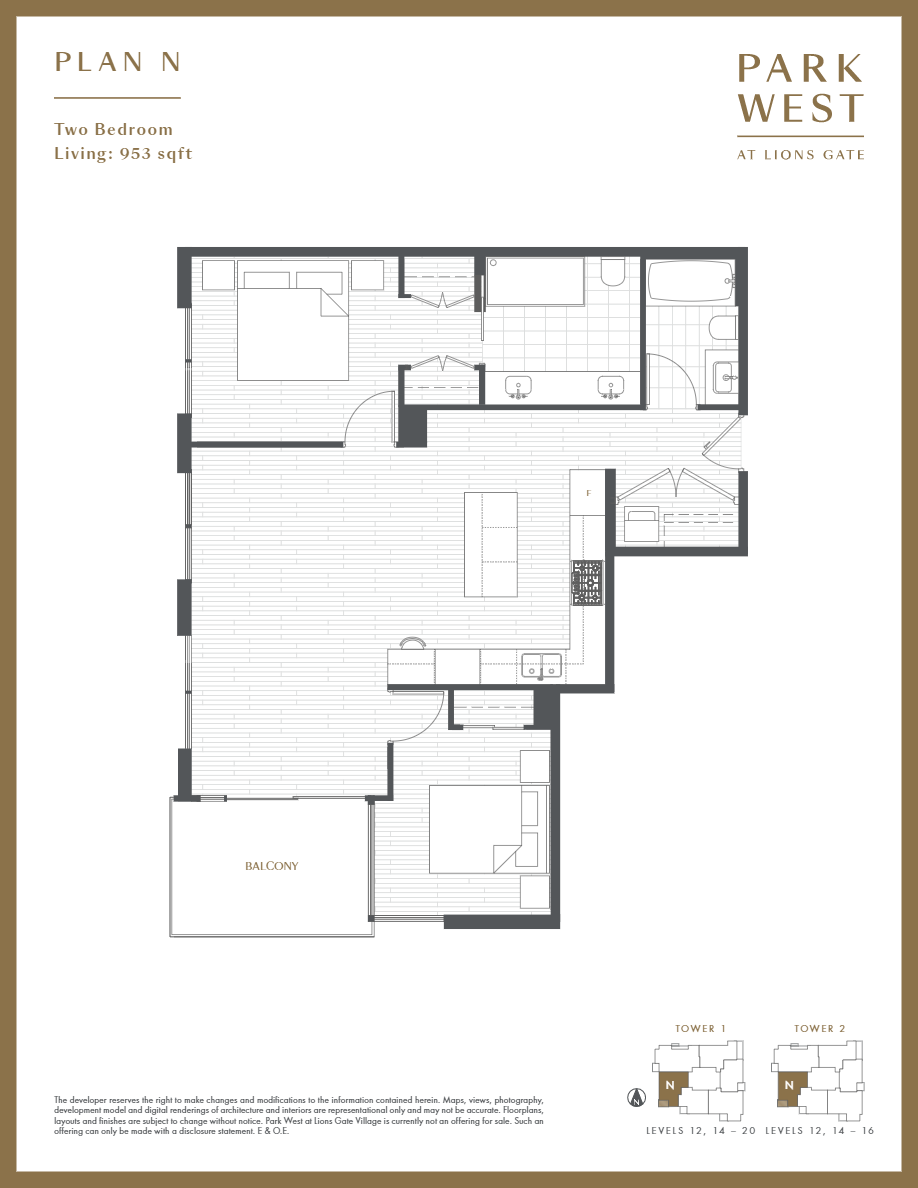 PLAN N
Two Bedroom
Living: 953 sqft
PARK
WEST
AT LIONS GATE
F
BALCONY
TOWER 1
TOWER 2
N
N
N
LEVELS 12, 14 – 20
LEVELS 12, 14 – 16
The developer reserves the right to make changes and modifications to the information contained herein. Maps, views, photography,
development model and digital renderings of architecture and interiors are representational only and may not be accurate. Floorplans,
layouts and finishes are subject to change without notice. Park West at Lions Gate Village is currently not an offering for sale. Such an
offering can only be made with a disclosure statement. E & O.E.